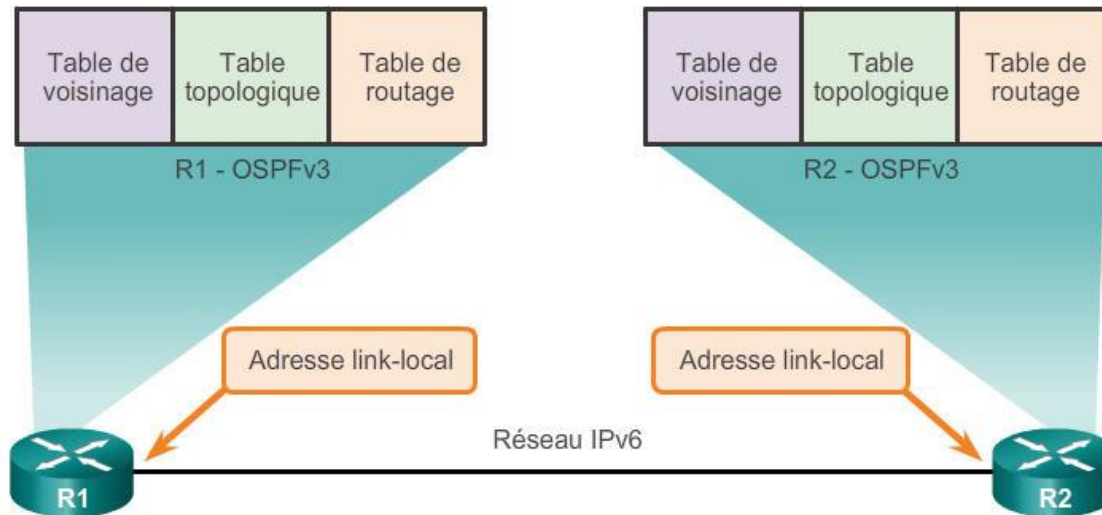 Table de
voisinage
Table
topologique
Table de
routage
R1 - OSPFv3
Table de
voisinage
Table
topologique
Table de
routage
R2 - OSPFv3
Adresse link-local
Adresse link-local
Réseau IPv6
R1
R2